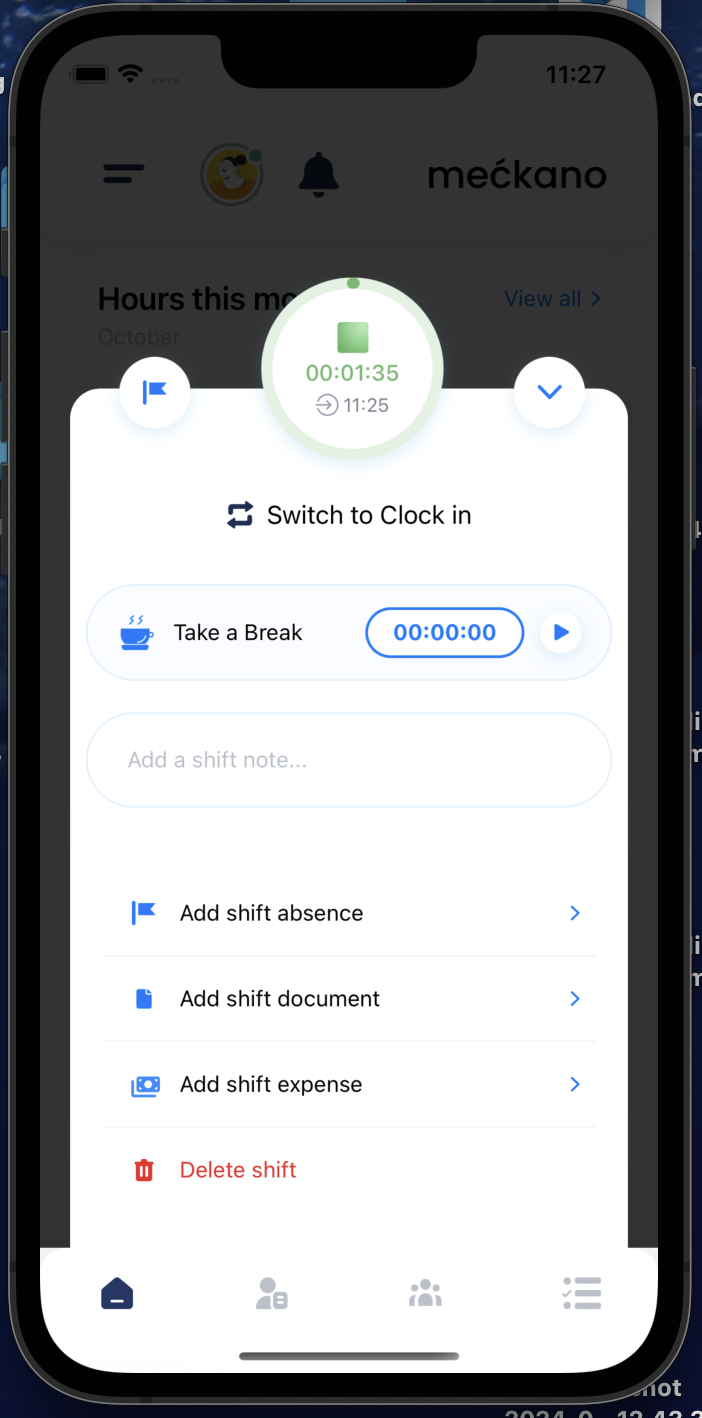 11:27
mećkano
Hours this mo
View all
October
00:01:35
11:25
Switch to Clock in
Take a Break
00:00:00
Add a shift note...
Add shift absence
Add shift document
Add shift expense
Delete shift